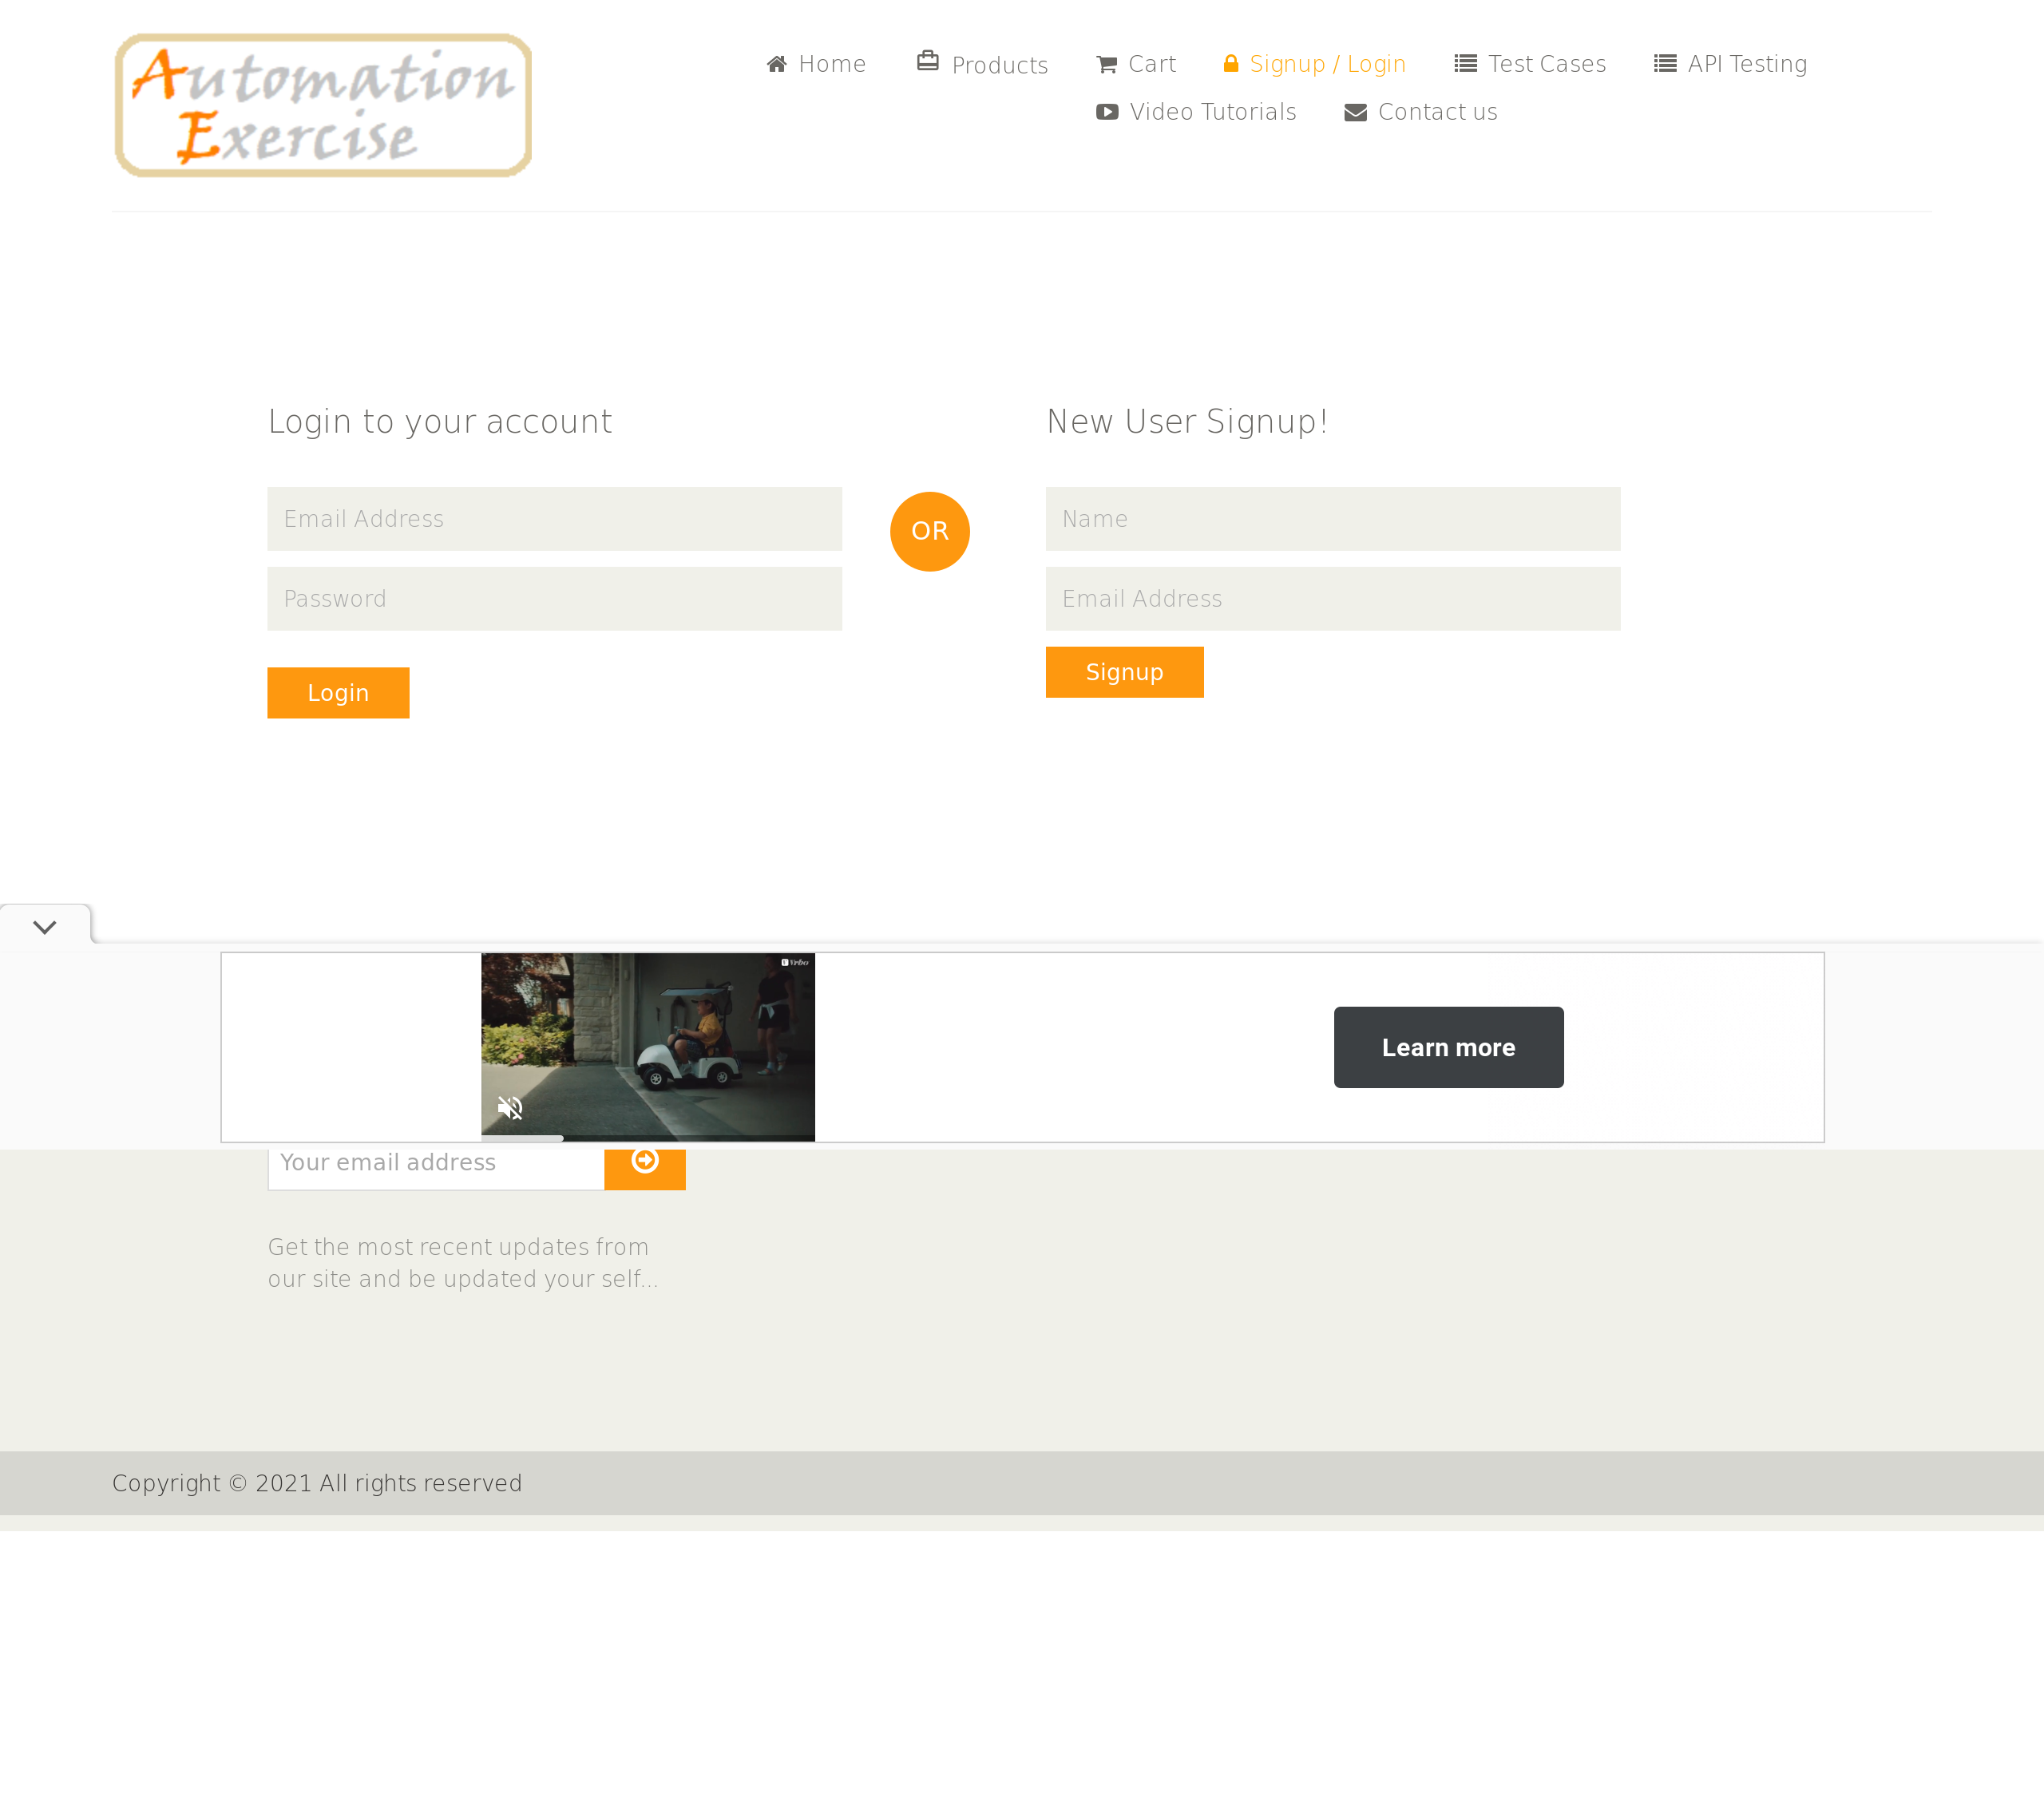 Automation
Exercise
Home
Products
Cart
Signup / Login
Test Cases
API Testing
Video Tutorials
Contact us
Login to your account
New User Signup!
Email Address
OR
Name
Password
Email Address
Login
Signup
Vrbo
Learn more
Your email address
Get the most recent updates from
our site and be updated your self...
Copyright © 2021 All rights reserved